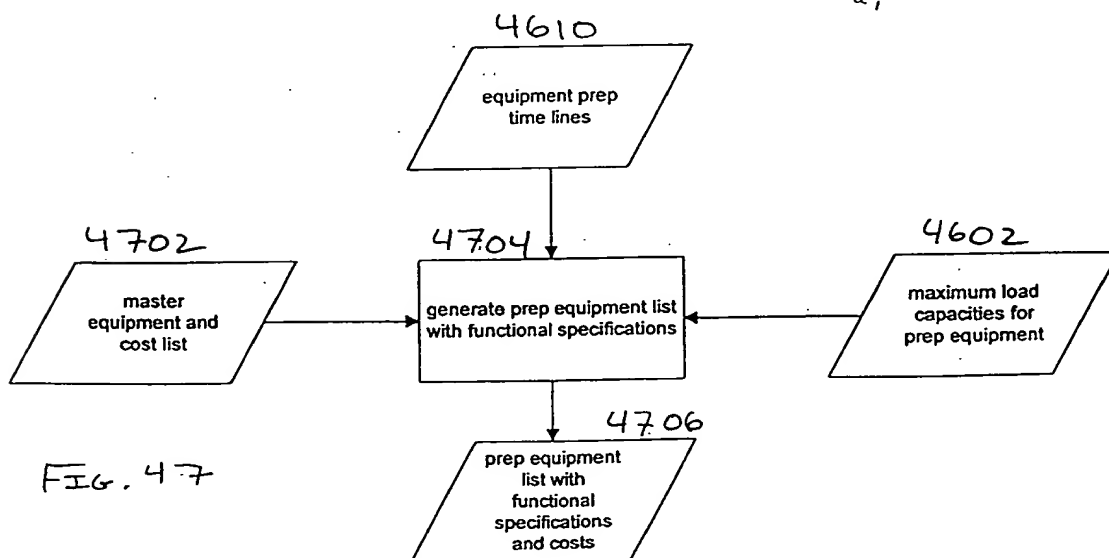 4610
equipment prep
time lines
4702
master
equipment and
cost list
4704
generate prep equipment list
with functional specifications
4602
maximum load
capacities for
prep equipment
4706
prep equipment
list with
functional
specifications
and costs
FIG. 47